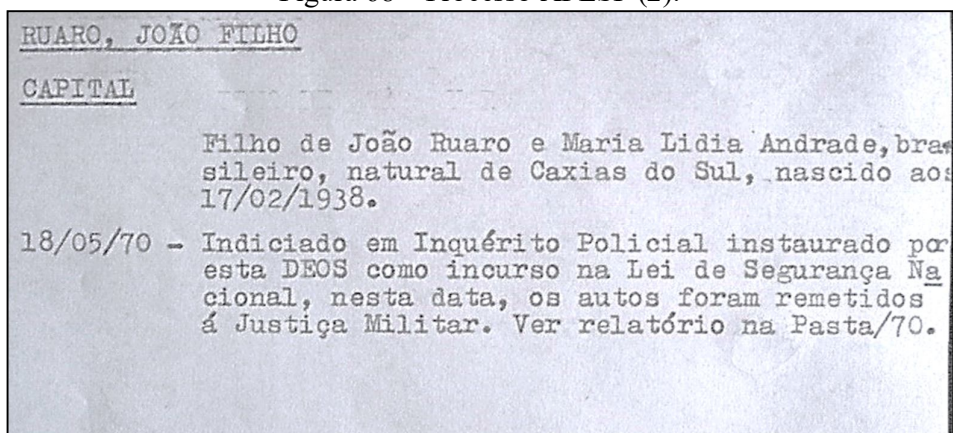 RUARO, JOÃO FILHO
CAPITAL
Filho de João Ruaro e Maria Lidia Andrade, bra
sileiro, natural de Caxias do Sul, nascido aos
17/02/1938.
18/05/70 - Indiciado em Inquérito Policial instaurado por
esta DEOS como incurso na Lei de Segurança Na
cional, nesta data, os autos foram remetidos
á Justiça Militar. Ver relatório na Pasta/70.